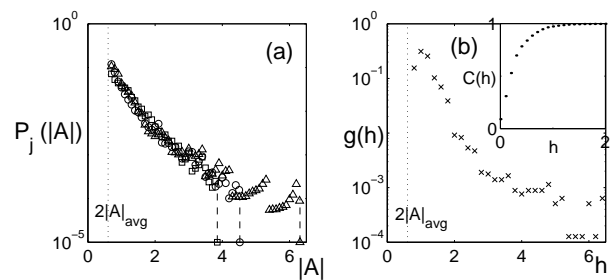 10^0
(a)
P_j (|A|)
2|A|_avg
10^-5
0 2 4 6
|A|
10^0
(b)
1
C(h)
0
0 h 2
10^-1
g(h)
10^-3
2|A|_avg
10^-4
0 2 4 6
h